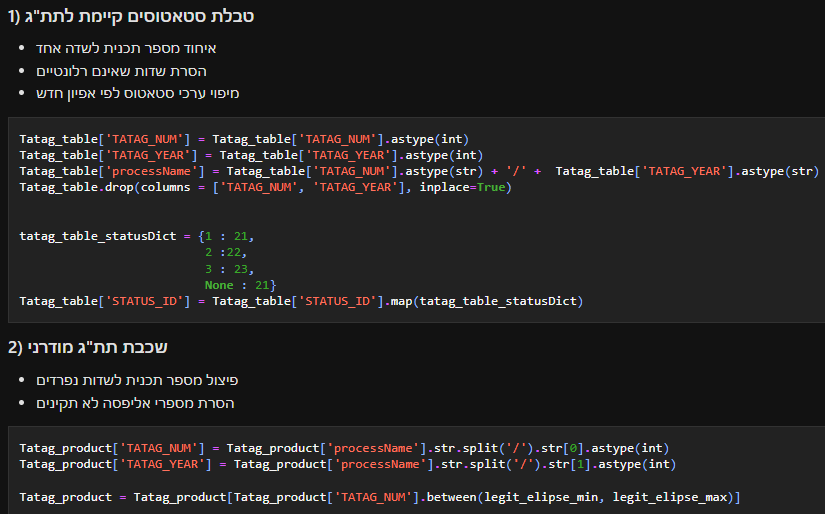 1) טבלת סטאטוסים קיימת לתת"ג
איחוד מספר תכנית לשדה אחד
הסרת שדות שאינם רלונטיים
מיפוי ערכי סטאטוס לפי אפיון חדש
Tatag_table['TATAG_NUM'] = Tatag_table['TATAG_NUM'].astype(int)
Tatag_table['TATAG_YEAR'] = Tatag_table['TATAG_YEAR'].astype(int)
Tatag_table['processName'] = Tatag_table['TATAG_NUM'].astype(str) + '/' +  Tatag_table['TATAG_YEAR'].astype(str)
Tatag_table.drop(columns = ['TATAG_NUM', 'TATAG_YEAR'], inplace=True)
tatag_table_statusDict = {1 : 21,
2 :22,
3 : 23,
None : 21}
Tatag_table['STATUS_ID'] = Tatag_table['STATUS_ID'].map(tatag_table_statusDict)
2) שכבת תת"ג מודרני
פיצול מספר תכנית לשדות נפרדים
הסרת מספרי אליפסה לא תקינים
Tatag_product['TATAG_NUM'] = Tatag_product['processName'].str.split('/').str[0].astype(int)
Tatag_product['TATAG_YEAR'] = Tatag_product['processName'].str.split('/').str[1].astype(int)
Tatag_product = Tatag_product[Tatag_product['TATAG_NUM'].between(legit_elipse_min, legit_elipse_max)]